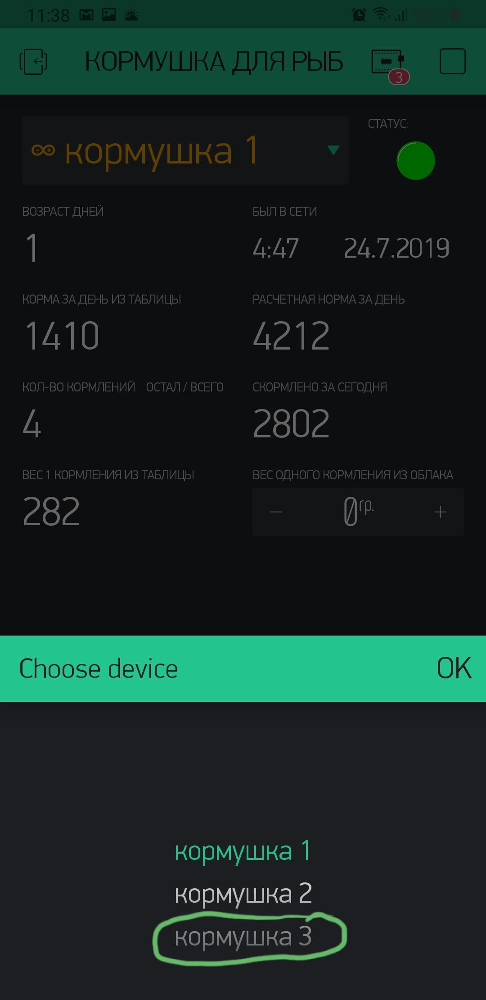 11:38 98%
КОРМУШКА ДЛЯ РЫБ
3
кормушка 1
СТАТУС:
ВОЗРАСТ ДНЕЙ БЫЛ В СЕТИ
1 4:47 24.7.2019
КОРМА ЗА ДЕНЬ ИЗ ТАБЛИЦЫ РАСЧЕТНАЯ НОРМА ЗА ДЕНЬ
1410 4212
КОЛ-ВО КОРМЛЕНИЙ ОСТАЛ / ВСЕГО СКОРМЛЕНО ЗА СЕГОДНЯ
4 2802
ВЕС 1 КОРМЛЕНИЯ ИЗ ТАБЛИЦЫ ВЕС ОДНОГО КОРМЛЕНИЯ ИЗ ОБЛАКА
282 − 0гр. +
Choose device OK
кормушка 1
кормушка 2
кормушка 3